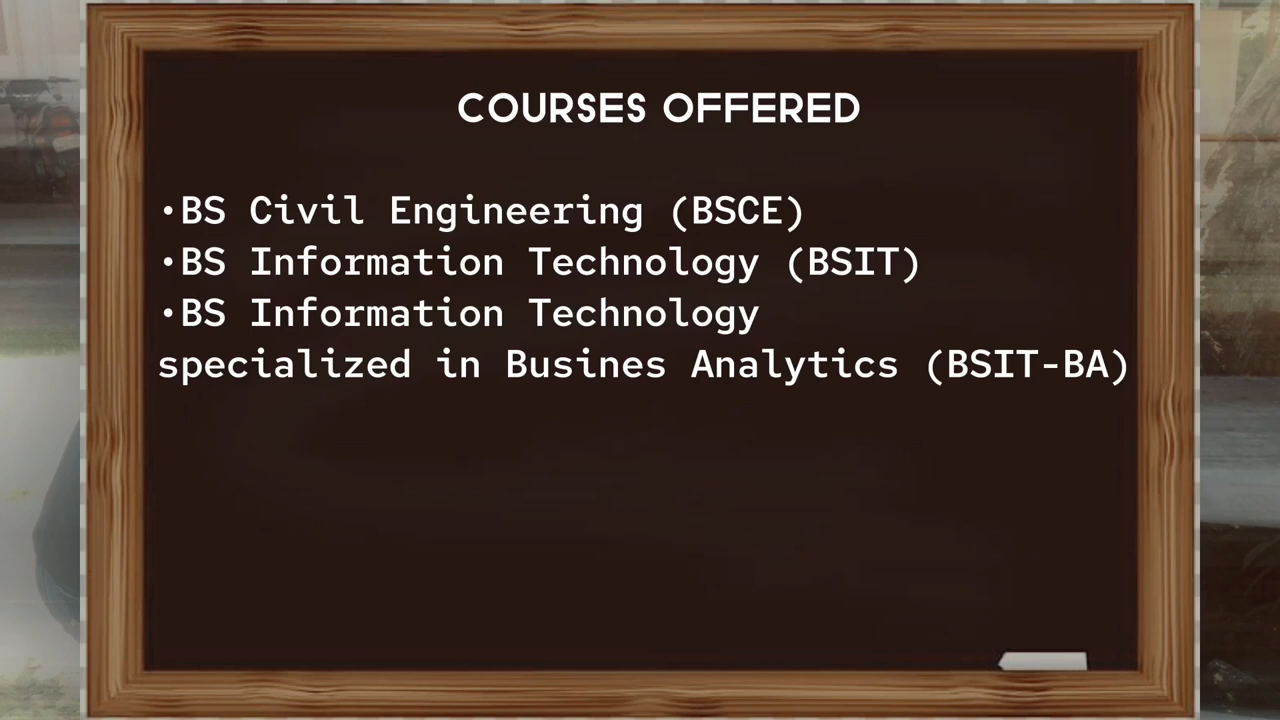 COURSES OFFERED
•BS Civil Engineering (BSCE)
•BS Information Technology (BSIT)
•BS Information Technology
specialized in Busines Analytics (BSIT-BA)